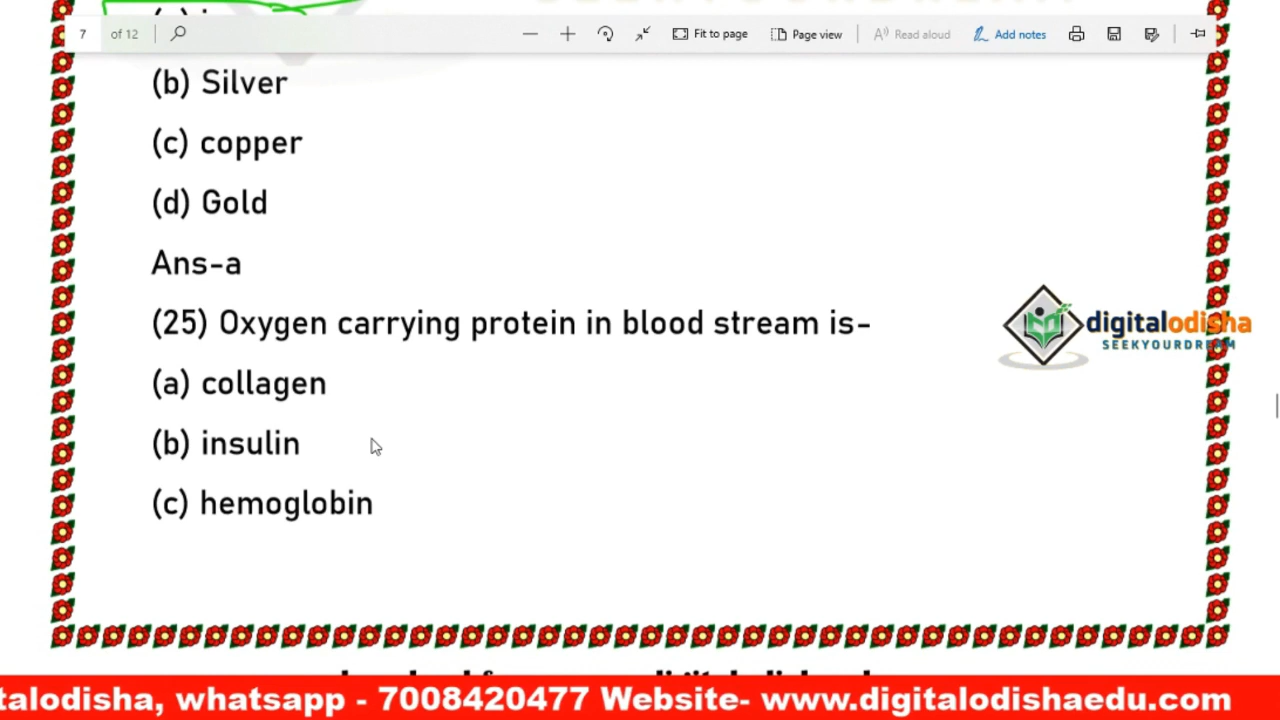 7 of 12 Fit to page Page view Read aloud Add notes
(b) Silver
(c) copper
(d) Gold
Ans-a
(25) Oxygen carrying protein in blood stream is-
digitalodisha
SEEKYOURDREAM
(a) collagen
(b) insulin
(c) hemoglobin
talodisha, whatsapp - 7008420477 Website- www.digitalodishaedu.com